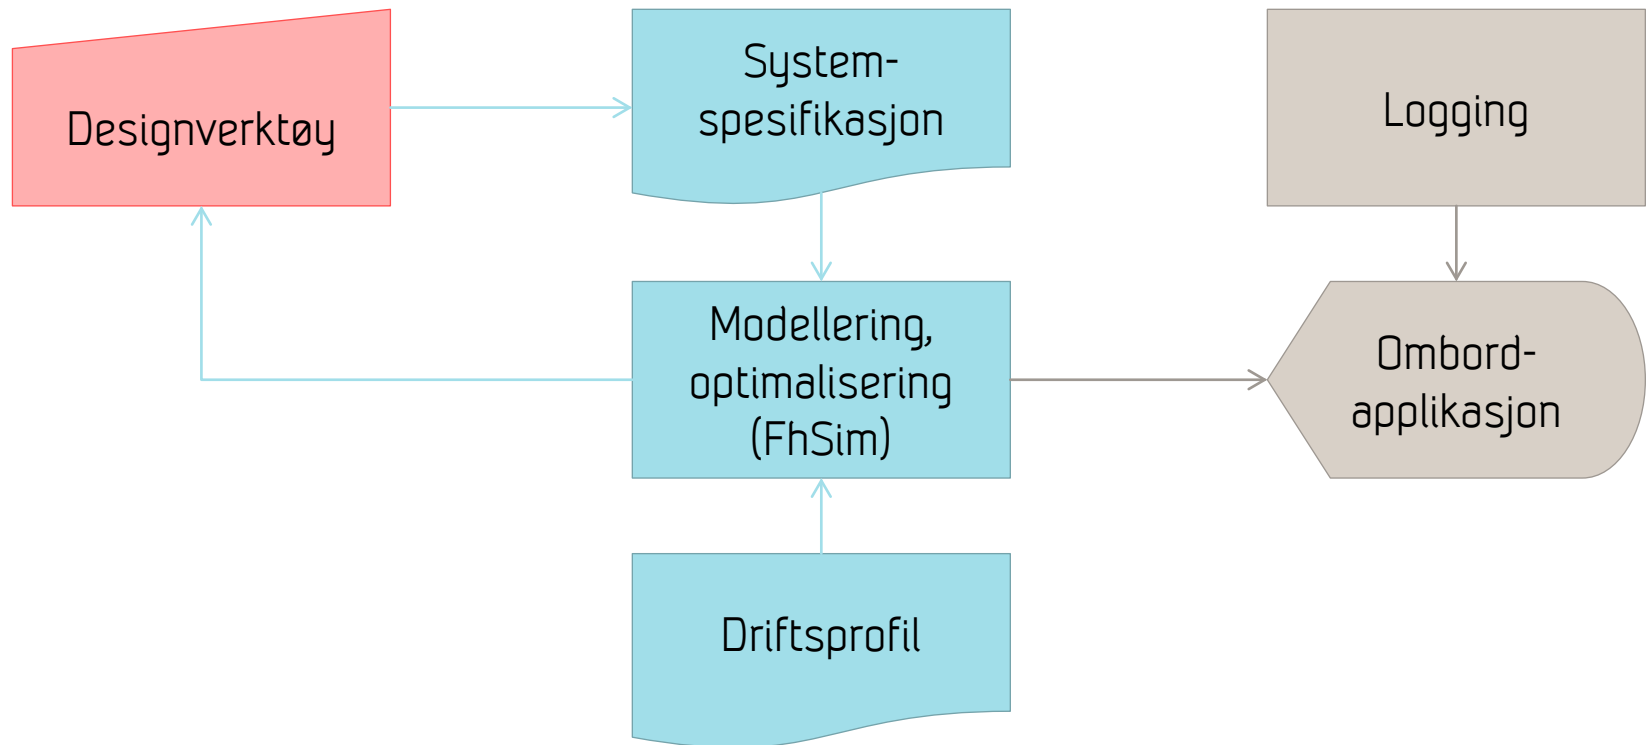 Designverktøy
System-
spesifikasjon
Logging
Modellering,
optimalisering
(FhSim)
Ombord-
applikasjon
Driftsprofil